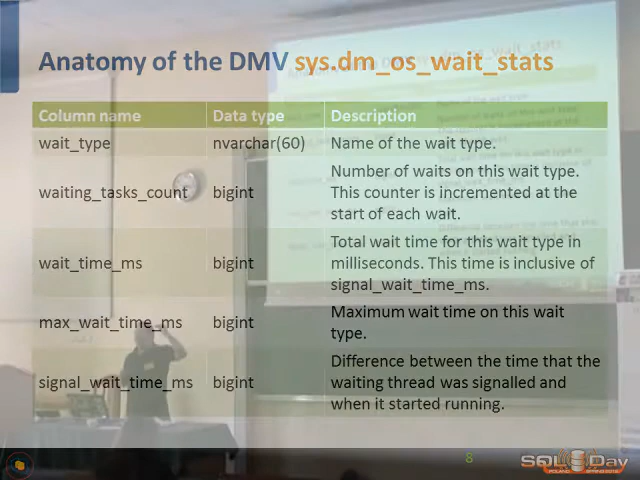 Anatomy of the DMV sys.dm_os_wait_stats
Column name Data type Description
wait_type nvarchar(60) Name of the wait type.
waiting_tasks_count bigint Number of waits on this wait type.
This counter is incremented at the
start of each wait.
wait_time_ms bigint Total wait time for this wait type in
milliseconds. This time is inclusive of
signal_wait_time_ms.
max_wait_time_ms bigint Maximum wait time on this wait
type.
signal_wait_time_ms bigint Difference between the time that the
waiting thread was signalled and
when it started running.
8
SQLDay
POLAND